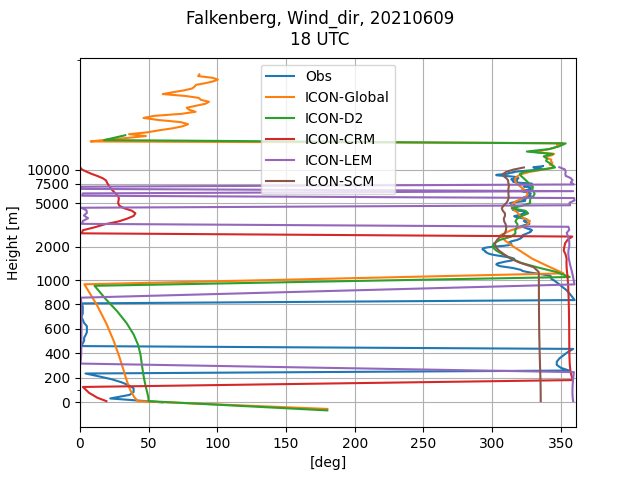 Falkenberg, Wind_dir, 20210609
18 UTC
Obs
ICON-Global
ICON-D2
ICON-CRM
ICON-LEM
ICON-SCM
Height [m]
10000
7500
5000
2000
1000
800
600
400
200
0
0 50 100 150 200 250 300 350
[deg]